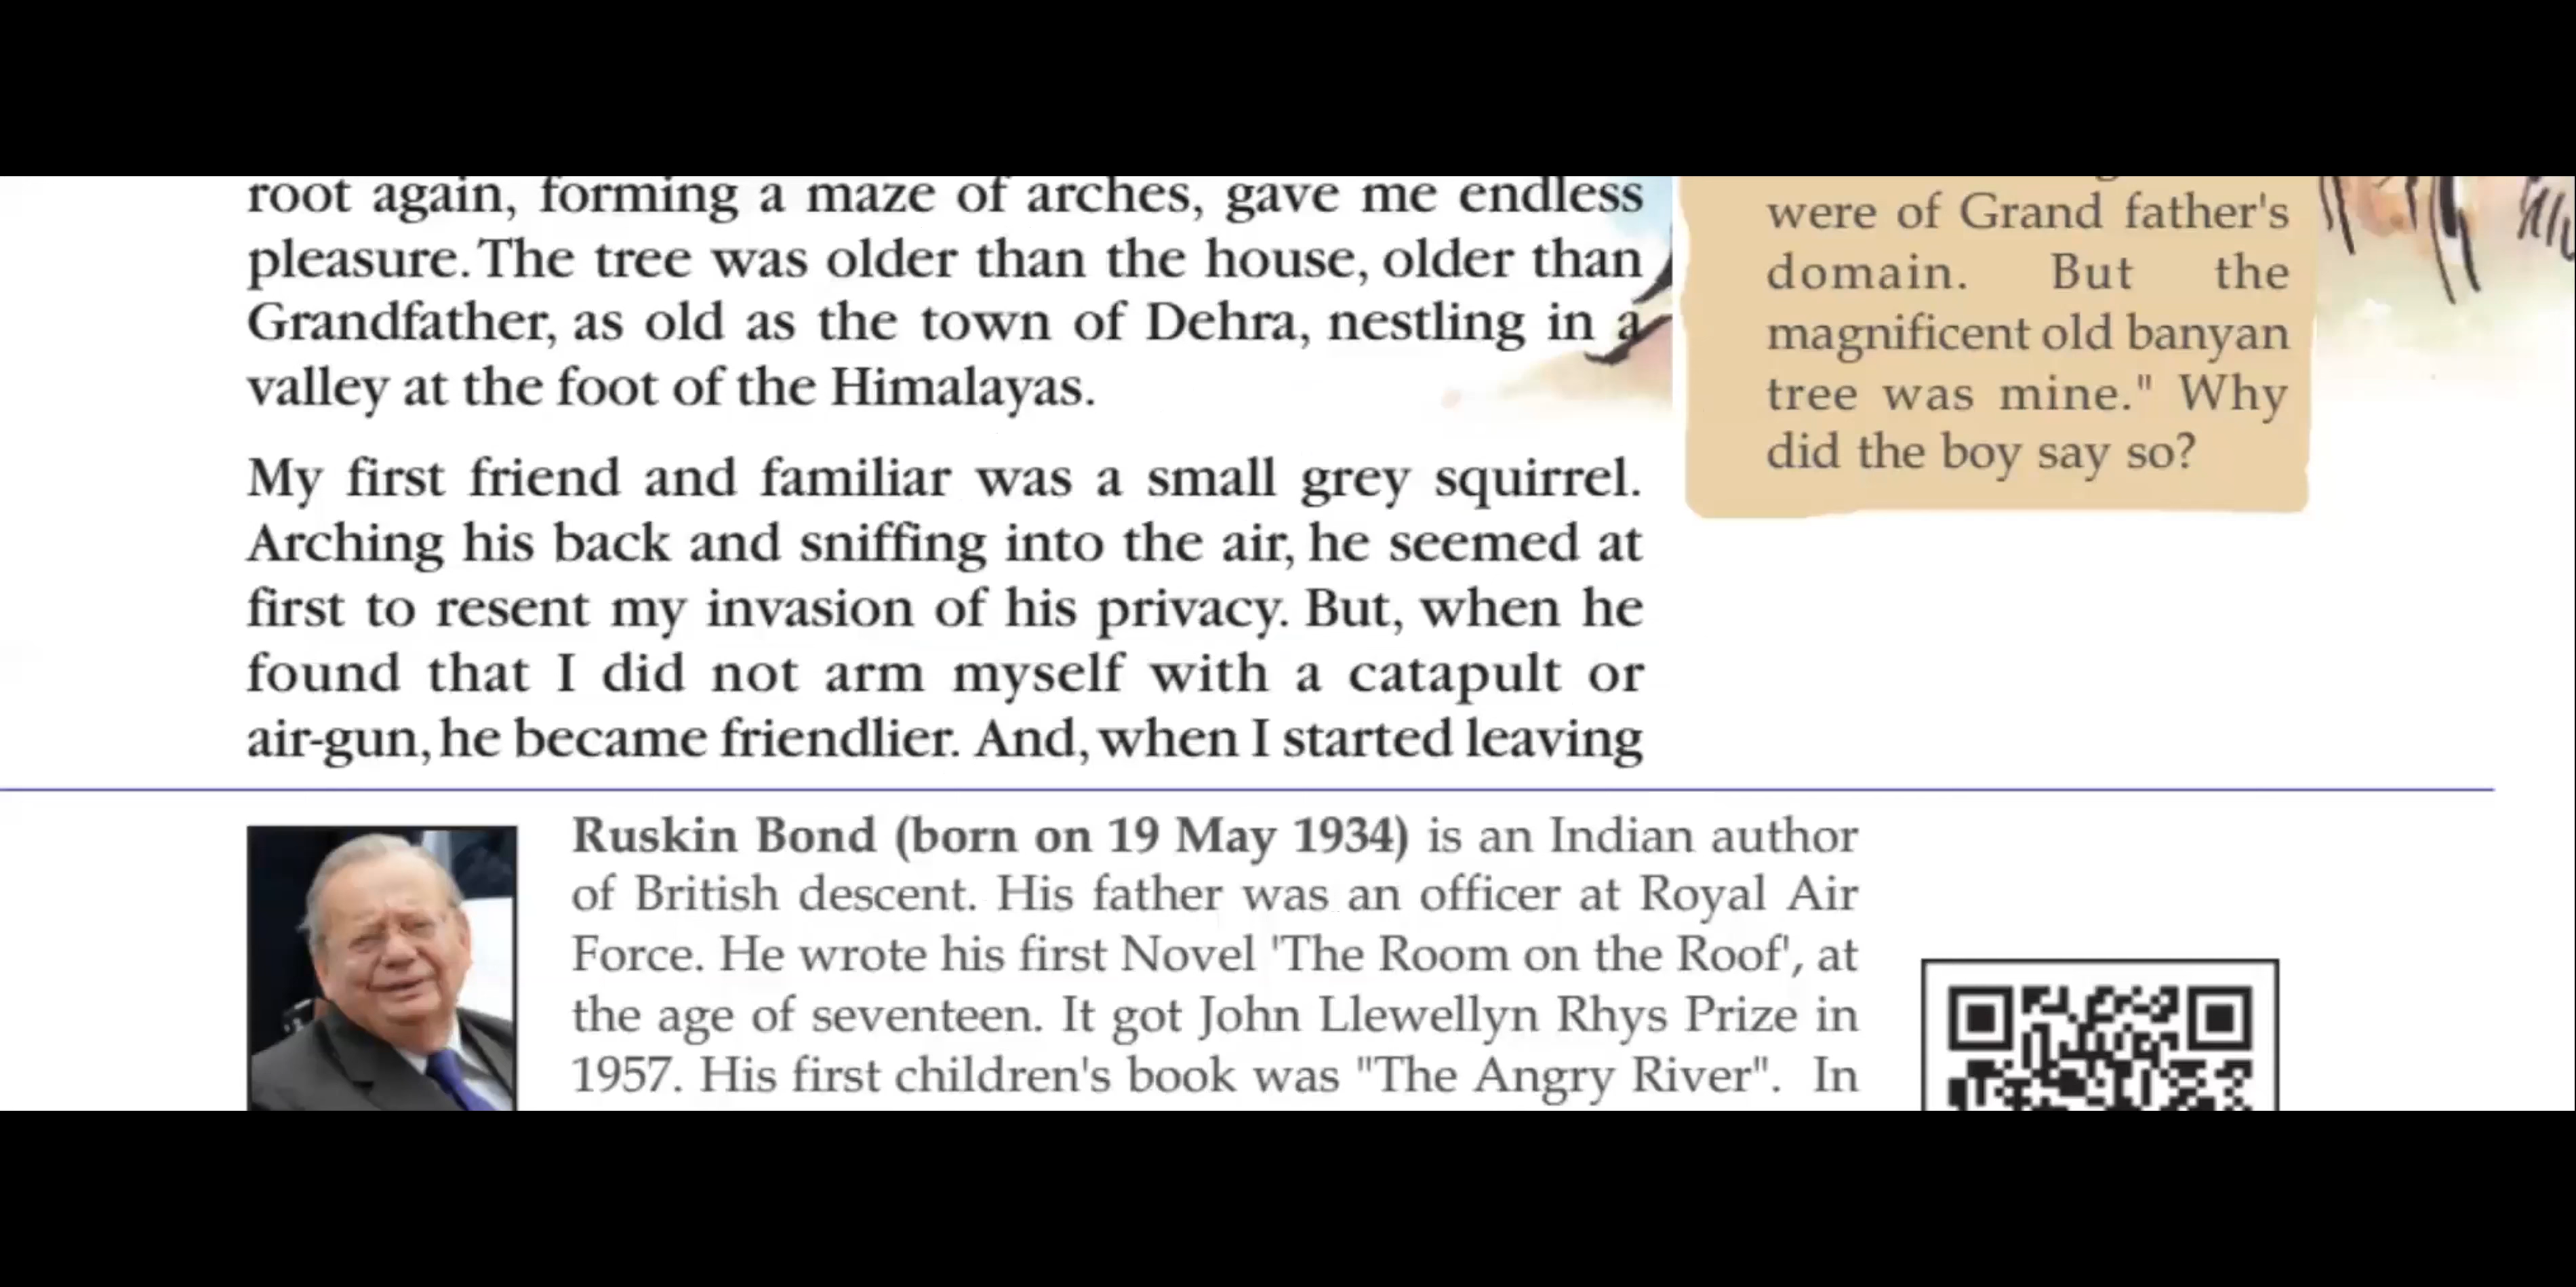 root again, forming a maze of arches, gave me endless
pleasure. The tree was older than the house, older than
Grandfather, as old as the town of Dehra, nestling in a
valley at the foot of the Himalayas.
My first friend and familiar was a small grey squirrel.
Arching his back and sniffing into the air, he seemed at
first to resent my invasion of his privacy. But, when he
found that I did not arm myself with a catapult or
air-gun, he became friendlier. And, when I started leaving
were of Grand father's
domain. But the
magnificent old banyan
tree was mine." Why
did the boy say so?
Ruskin Bond (born on 19 May 1934) is an Indian author
of British descent. His father was an officer at Royal Air
Force. He wrote his first Novel 'The Room on the Roof', at
the age of seventeen. It got John Llewellyn Rhys Prize in
1957. His first children's book was "The Angry River". In